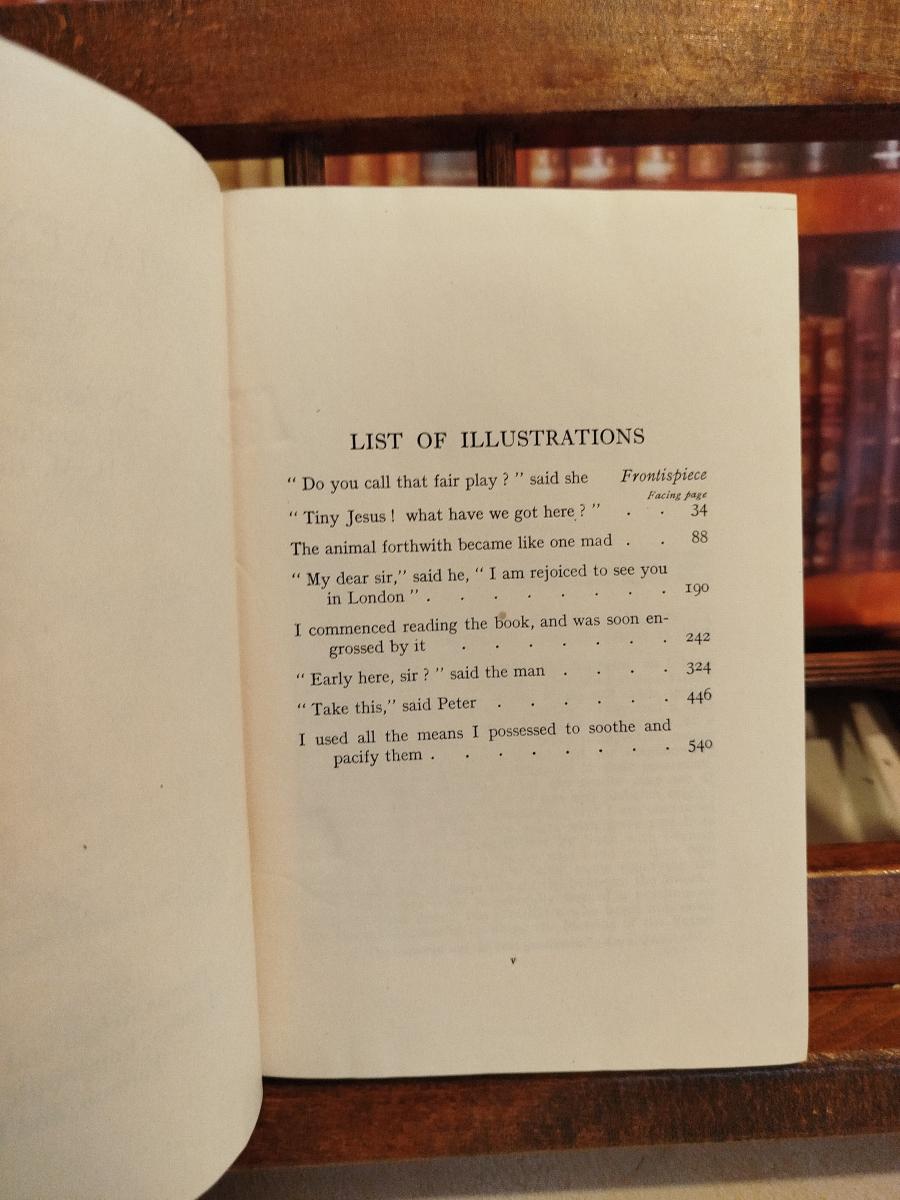 LIST OF ILLUSTRATIONS
“ Do you call that fair play ? ” said she Frontispiece
Facing page
“ Tiny Jesus ! what have we got here ? ” . . 34
The animal forthwith became like one mad . . 88
“ My dear sir,” said he, “ I am rejoiced to see you
in London ” . . . . . . . . 190
I commenced reading the book, and was soon en-
grossed by it . . . . . . . 242
“ Early here, sir ? ” said the man . . . . 324
“ Take this,” said Peter . . . . . . 446
I used all the means I possessed to soothe and
pacify them . . . . . . . . 540
v